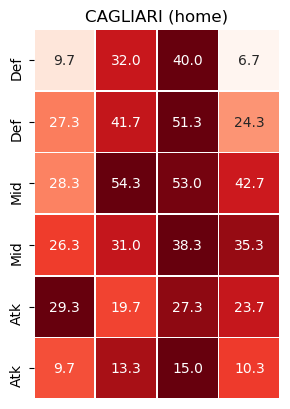 CAGLIARI (home)
Def 9.7 32.0 40.0 6.7
Def 27.3 41.7 51.3 24.3
Mid 28.3 54.3 53.0 42.7
Mid 26.3 31.0 38.3 35.3
Atk 29.3 19.7 27.3 23.7
Atk 9.7 13.3 15.0 10.3